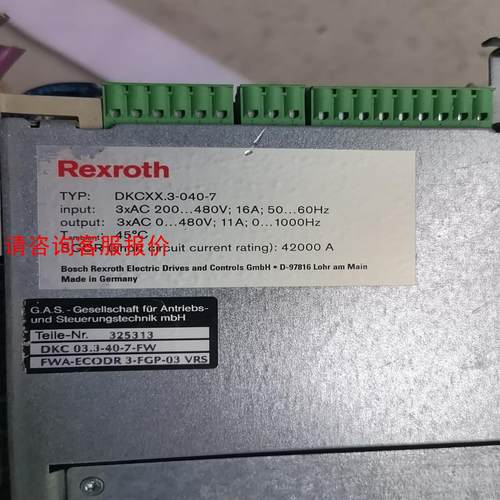 Rexroth
TYP: DKCXX.3-040-7
input: 3xAC 200...480V; 16A; 50...60Hz
output: 3xAC 0...480V; 11A; 0...1000Hz
45°C
请咨询客服报价
circuit current rating): 42000 A
Bosch Rexroth Electric Drives and Controls GmbH • D-97816 Lohr am Main
Made in Germany
G.A.S. - Gesellschaft für Antriebs-
und Steuerungstechnik mbH
Teile-Nr. 325313
DKC 03.3-40-7-FW
FWA-ECODR 3-FGP-03 VRS